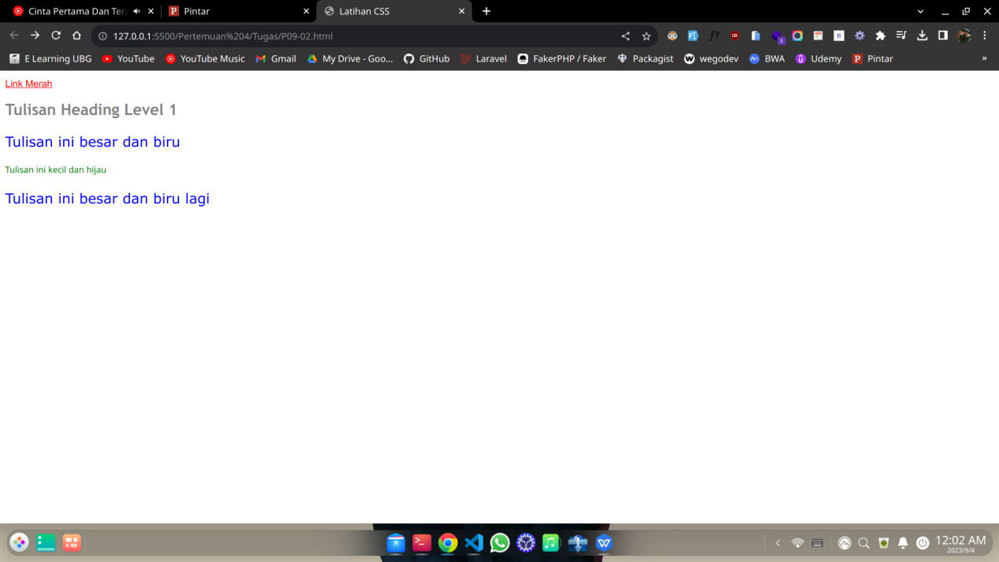 Cinta Pertama Dan Tera
Pintar
Latihan CSS
127.0.0.1:5500/Pertemuan%204/Tugas/P09-02.html
E Learning UBG YouTube YouTube Music Gmail My Drive - Goo... GitHub Laravel FakerPHP / Faker Packagist wegodev BWA Udemy Pintar »
Link Merah
Tulisan Heading Level 1
Tulisan ini besar dan biru
Tulisan ini kecil dan hijau
Tulisan ini besar dan biru lagi
12:02 AM
2023/9/4